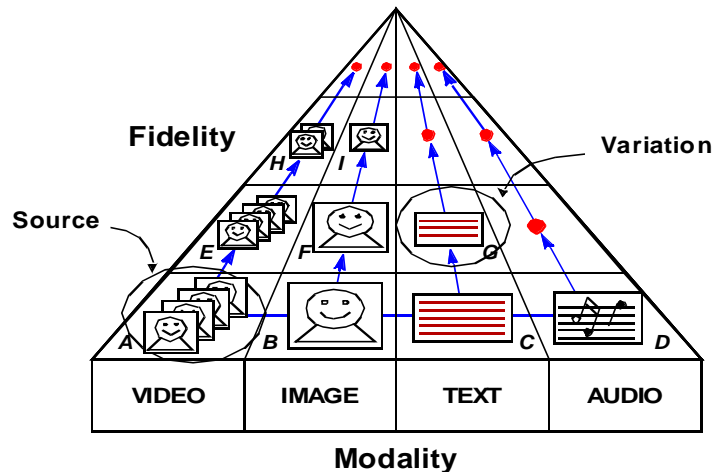 Fidelity
Variation
Source
H
I
E
F
G
A
B
C
D
VIDEO
IMAGE
TEXT
AUDIO
Modality